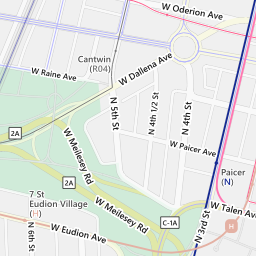 W Oderion Ave
Cantwin
(R04)
W Dallena Ave
W Raine Ave
N 5th St
N 4th 1/2 St
N 4th St
2A
W Meilesey Rd
W Paicer Ave
Paicer
(N)
2A
7 St
Eudion Village
(H)
W Meilesey Rd
C-1A
W Talen Ave
N 3rd St
H
N 6th St
W Eudion Ave